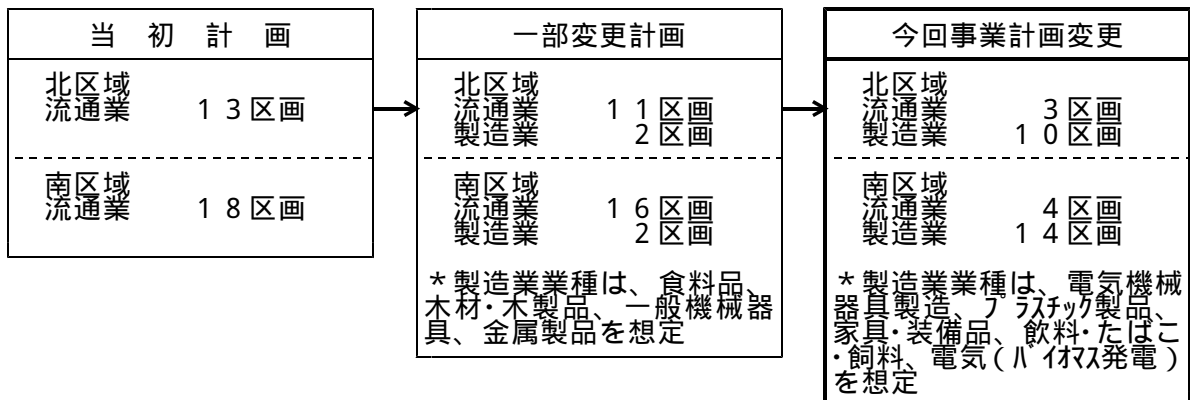 当　初　計　画
北区域
流通業　　１３区画
南区域
流通業　　１８区画
一部変更計画
北区域
流通業　　１１区画
製造業　　　２区画
南区域
流通業　　１６区画
製造業　　　２区画
＊製造業業種は、食料品、
木材・木製品、一般機械器
具、金属製品を想定
今回事業計画変更
北区域
流通業　　　３区画
製造業　　１０区画
南区域
流通業　　　４区画
製造業　　１４区画
＊製造業業種は、電気機械
器具製造、プラスチック製品、
家具・装備品、飲料・たばこ
・飼料、電気（バイオマス発電）
を想定